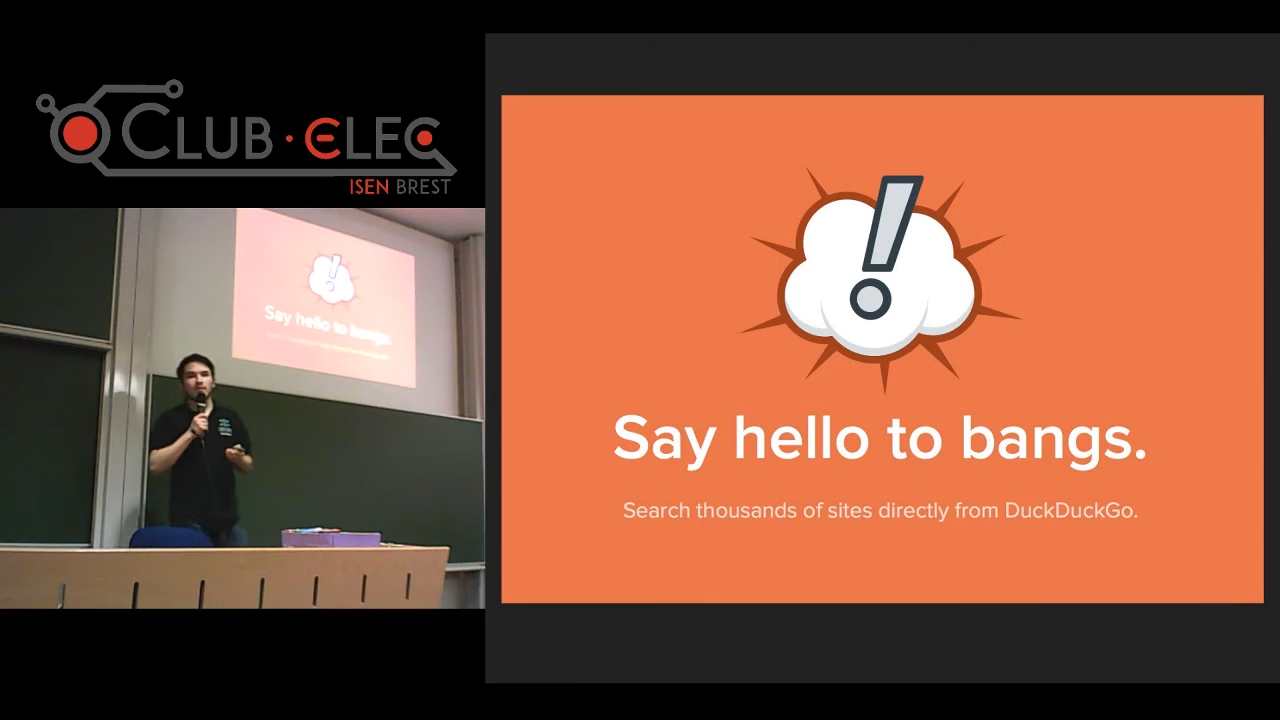 CLUB · ELEC
ISEN BREST
Say hello to bangs.
Say hello to bangs.
Search thousands of sites directly from DuckDuckGo.